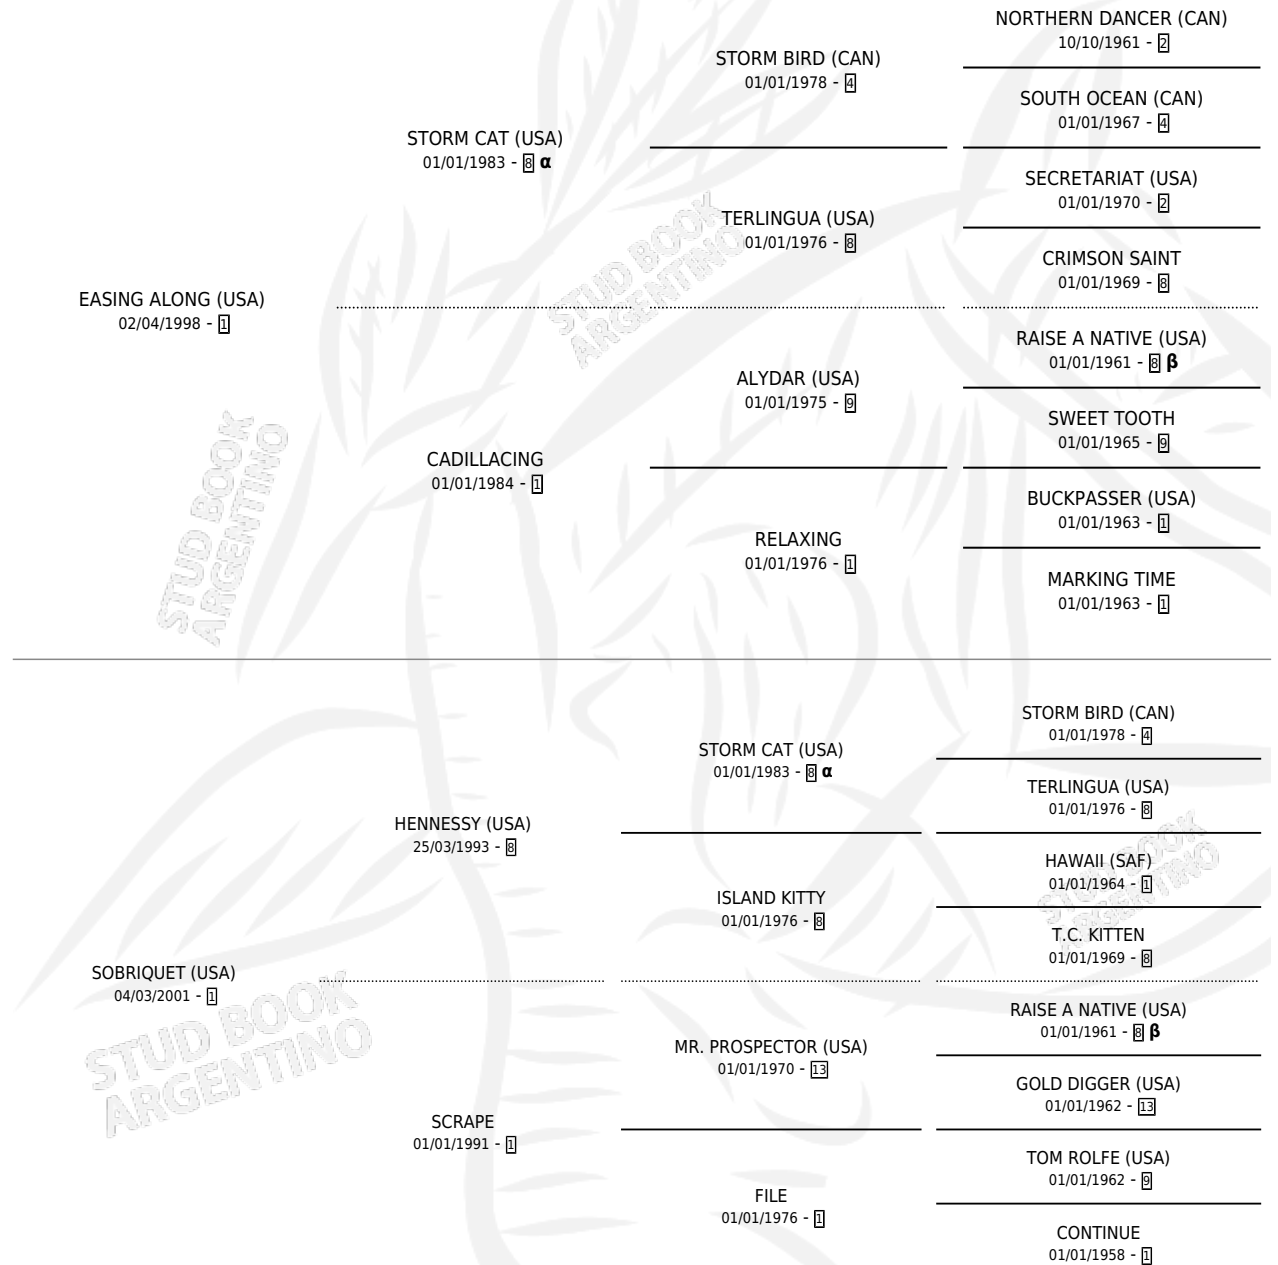 NORTHERN DANCER (CAN)
10/10/1961 - 2
STORM BIRD (CAN)
01/01/1978 - 4
SOUTH OCEAN (CAN)
01/01/1967 - 4
STORM CAT (USA)
01/01/1983 - 8 α
SECRETARIAT (USA)
01/01/1970 - 2
TERLINGUA (USA)
01/01/1976 - 8
CRIMSON SAINT
01/01/1969 - 8
EASING ALONG (USA)
02/04/1998 - 1
RAISE A NATIVE (USA)
01/01/1961 - 8 β
ALYDAR (USA)
01/01/1975 - 9
SWEET TOOTH
01/01/1965 - 9
CADILLACING
01/01/1984 - 1
BUCKPASSER (USA)
01/01/1963 - 1
RELAXING
01/01/1976 - 1
MARKING TIME
01/01/1963 - 1
STORM BIRD (CAN)
01/01/1978 - 4
STORM CAT (USA)
01/01/1983 - 8 α
TERLINGUA (USA)
01/01/1976 - 8
HENNESSY (USA)
25/03/1993 - 8
HAWAII (SAF)
01/01/1964 - 1
ISLAND KITTY
01/01/1976 - 8
T.C. KITTEN
01/01/1969 - 8
SOBRIQUET (USA)
04/03/2001 - 1
RAISE A NATIVE (USA)
01/01/1961 - 8 β
MR. PROSPECTOR (USA)
01/01/1970 - 13
GOLD DIGGER (USA)
01/01/1962 - 13
SCRAPE
01/01/1991 - 1
TOM ROLFE (USA)
01/01/1962 - 9
FILE
01/01/1976 - 1
CONTINUE
01/01/1958 - 1
STUD BOOK
ARGENTINO
STUD BOOK
ARGENTINO
STUD BOOK
ARGENTINO
STUD BOOK
ARGENTINO